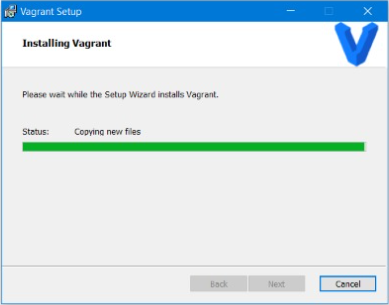 Vagrant Setup
Installing Vagrant
Please wait while the Setup Wizard installs Vagrant.
Status: Copying new files
Back Next Cancel